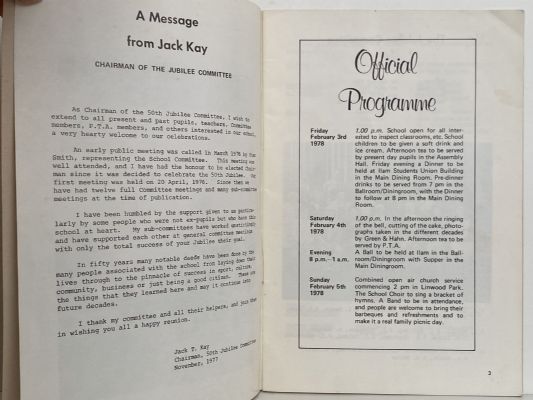 A Message
from Jack Kay
CHAIRMAN OF THE JUBILEE COMMITTEE
As Chairman of the 50th Jubilee Committee, I wish to
extend to all present and past pupils, teachers, Committee
members, P.T.A. members, and others interested in our school,
a very hearty welcome to our celebrations.
An early public meeting was called in March 1976 by
Smith, representing the School Committee. This meeting was
well attended, and I have had the honour to be elected Chair-
man since it was decided to celebrate the 50th Jubilee. Our
first meeting was held on 20 April, 1976. Since then we
have had twelve full Committee meetings and many sub-committee
meetings at the time of publication.
I have been humbled by the support given to us particu-
larly by some people who were not ex-pupils but who have this
school at heart. My sub-committees have worked unstintingly
and have supported each other at general committee meetings
with only the total success of your Jubilee their goal.
In fifty years many notable deeds have been done by the
many people associated with the school from laying down their
lives through to the pinnacle of success in sport, culture,
community, business or just being a good citizen. These are
the things that they learned here and may it continue into
future decades.
I thank my committee and all their helpers, and join them
in wishing you all a happy reunion.
Jack T. Kay
Chairman, 50th Jubilee Committee
November, 1977
Official
Programme
Friday
February 3rd
1978
1.00 p.m. School open for all inter-
ested to inspect classrooms, etc. School
children to be given a soft drink and
ice cream. Afternoon tea to be served
by present day pupils in the Assembly
Hall. Friday evening a Dinner to be
held at Ilam Students Union Building
in the Main Dining Room. Pre-dinner
drinks to be served from 7 pm in the
Ballroom/Diningroom, with the Dinner
to follow at 8 pm in the Main Dining
Room.
Saturday
February 4th
1978
1.00 p.m. In the afternoon the ringing
of the bell, cutting of the cake, photo-
graphs taken in the different decades
by Green & Hahn. Afternoon tea to be
served by P.T.A.
Evening
8 p.m.-1 a.m.
A Ball to be held at Ilam in the Ball-
room/Diningroom with Supper in the
Main Diningroom.
Sunday
February 5th
1978
Combined open air church service
commencing 2 pm in Linwood Park.
The School Choir to sing a bracket of
hymns. A Band to be in attendance,
and people are welcome to bring their
barbeques and refreshments and to
make it a real family picnic day.
3